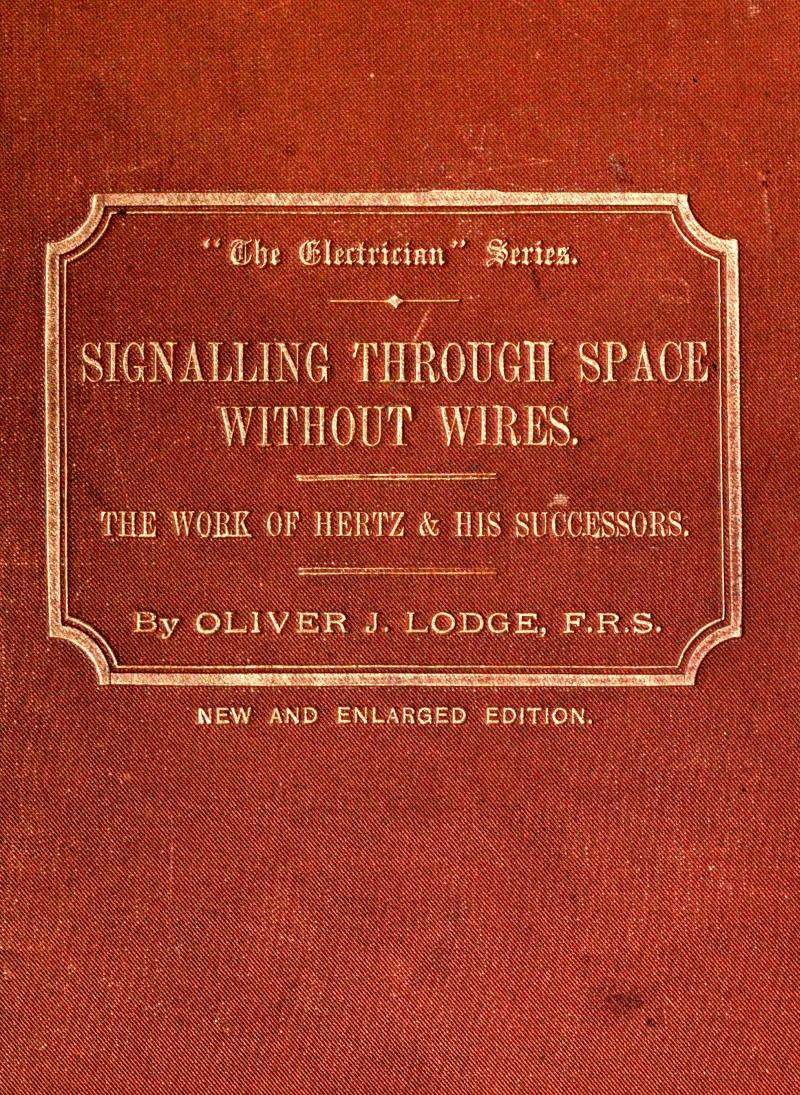 "The Electrician" Series.
SIGNALLING THROUGH SPACE
WITHOUT WIRES.
THE WORK OF HERTZ & HIS SUCCESSORS.
By OLIVER J. LODGE, F.R.S.
NEW AND ENLARGED EDITION.